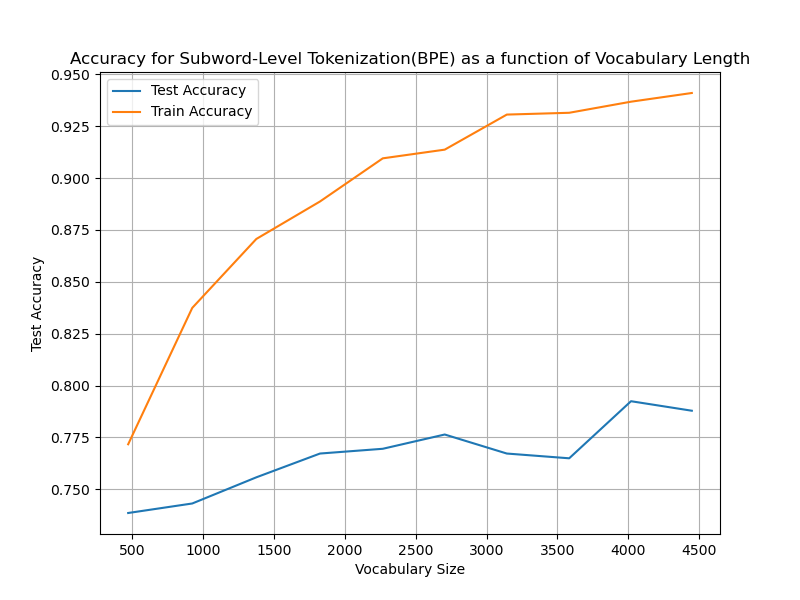 Accuracy for Subword-Level Tokenization(BPE) as a function of Vocabulary Length
Test Accuracy
Train Accuracy
0.950
0.925
0.900
0.875
0.850
0.825
0.800
0.775
0.750
Test Accuracy
500 1000 1500 2000 2500 3000 3500 4000 4500
Vocabulary Size